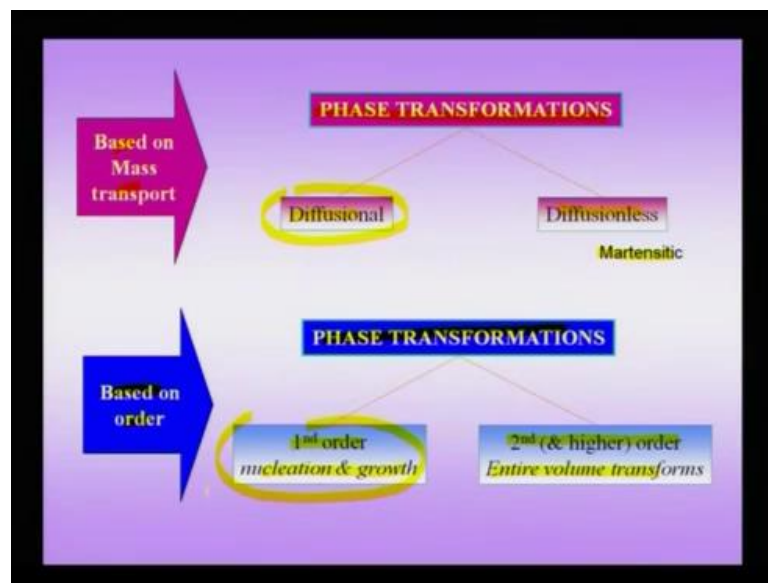 PHASE TRANSFORMATIONS
Based on
Mass
transport
Diffusional
Diffusionless
Martensitic
PHASE TRANSFORMATIONS
Based on
order
1nd order
nucleation & growth
2nd (& higher) order
Entire volume transforms